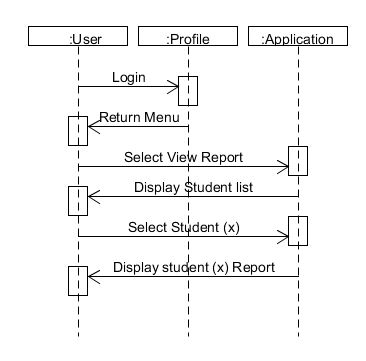 :User
:Profile
:Application
Login
Return Menu
Select View Report
Display Student list
Select Student (x)
Display student (x) Report